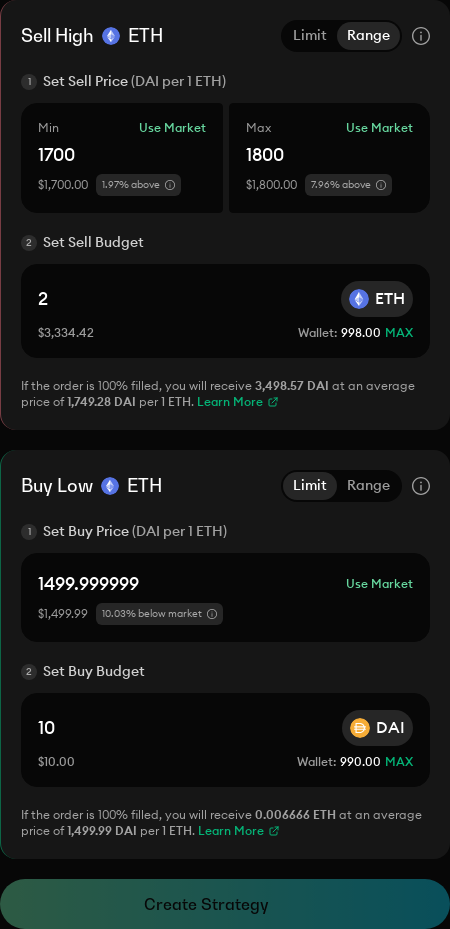 Sell High ETH Limit Range
1 Set Sell Price (DAI per 1 ETH)
Min Use Market Max Use Market
1700 1800
$1,700.00 1.97% above $1,800.00 7.96% above
2 Set Sell Budget
2 ETH
$3,334.42 Wallet: 998.00 MAX
If the order is 100% filled, you will receive 3,498.57 DAI at an average
price of 1,749.28 DAI per 1 ETH. Learn More
Buy Low ETH Limit Range
1 Set Buy Price (DAI per 1 ETH)
1499.999999 Use Market
$1,499.99 10.03% below market
2 Set Buy Budget
10 DAI
$10.00 Wallet: 990.00 MAX
If the order is 100% filled, you will receive 0.006666 ETH at an average
price of 1,499.99 DAI per 1 ETH. Learn More
Create Strategy